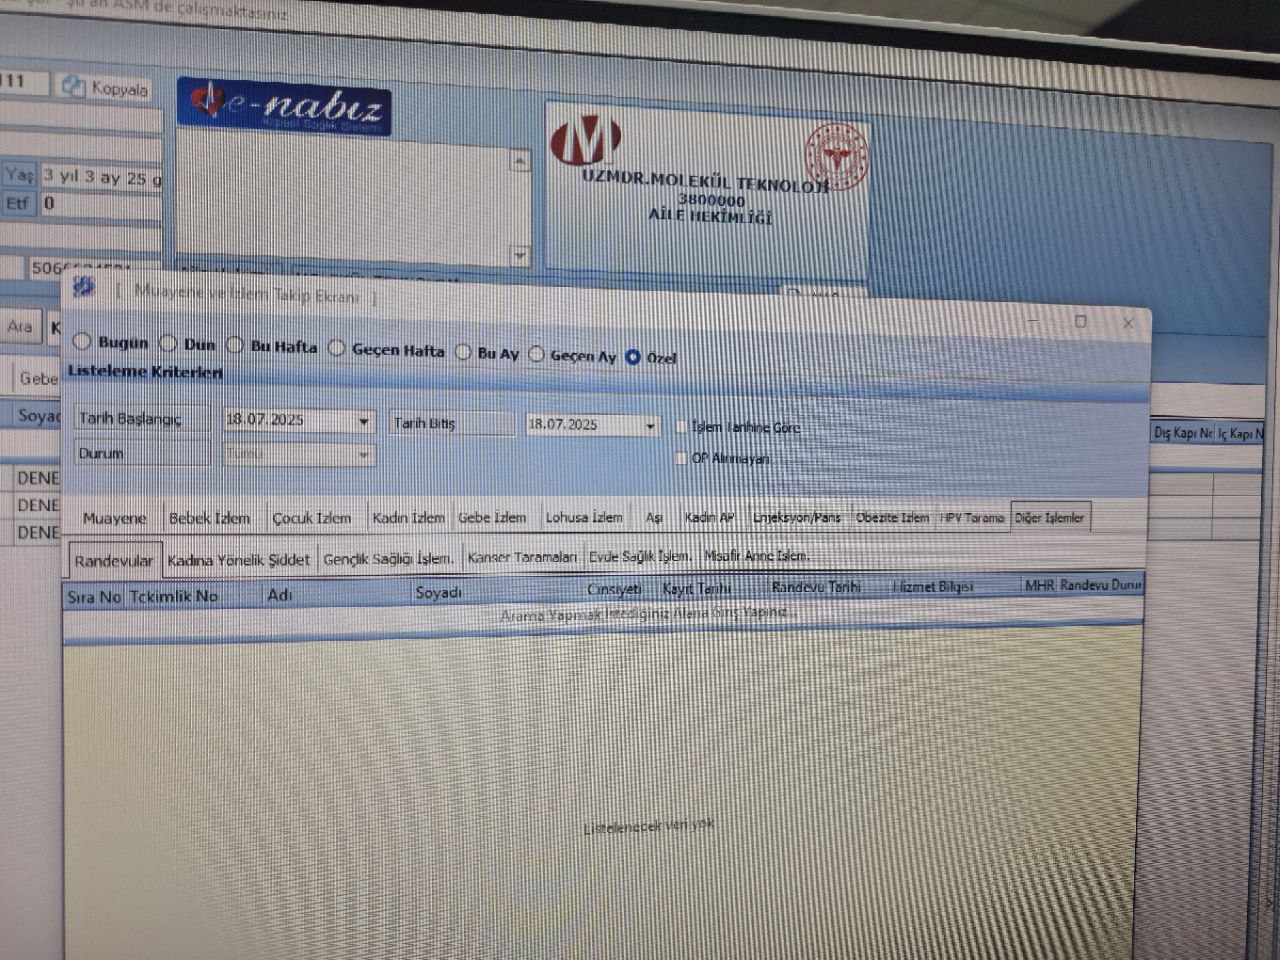 Şu an ASM de çalışmaktasınız
111 Kopyala
e-nabız
Kişisel Sağlık Sistemi
UZMDR.MOLEKÜL TEKNOLOJİ
3800000
AİLE HEKİMLİĞİ
Yaş 3 yıl 3 ay 25 g
Etf 0
[ Muayene ve İzlem Takip Ekranı ]
Ara K
Bugün Dün Bu Hafta Geçen Hafta Bu Ay Geçen Ay Özel
Listeleme Kriterleri
Gebe
Soyad
Tarih Başlangıç 18.07.2025 Tarih Bitiş 18.07.2025 İşlem Tarihine Göre
Dış Kapı Nc İç Kapı N
Durum Tümü OP Alınmayan
DENE
DENE
DENE
Muayene Bebek İzlem Çocuk İzlem Kadın İzlem Gebe İzlem Lohusa İzlem Aşı Kadın AP Enjeksiyon/Pans Obezite İzlem HPV Tarama Diğer İşlemler
Randevular Kadına Yönelik Şiddet Gençlik Sağlığı İşlem. Kanser Taramaları Evde Sağlık İşlem. Misafir Anne İşlem.
Sıra No Tckimlik No Adı Soyadı Cinsiyeti Kayıt Tarihi Randevu Tarihi Hizmet Bilgisi MHR Randevu Durur
Arama Yapmak İstediğiniz Alana Giriş Yapınız...
Listelenecek veri yok